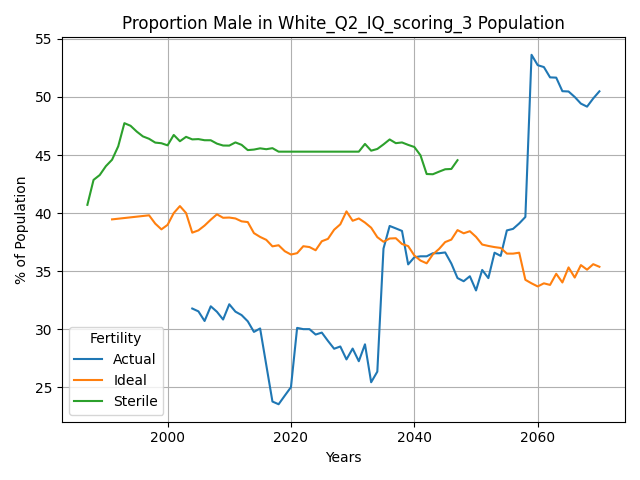 Proportion Male in White_Q2_IQ_scoring_3 Population
% of Population
55
50
45
40
35
30
25
Fertility
Actual
Ideal
Sterile
2000 2020 2040 2060
Years